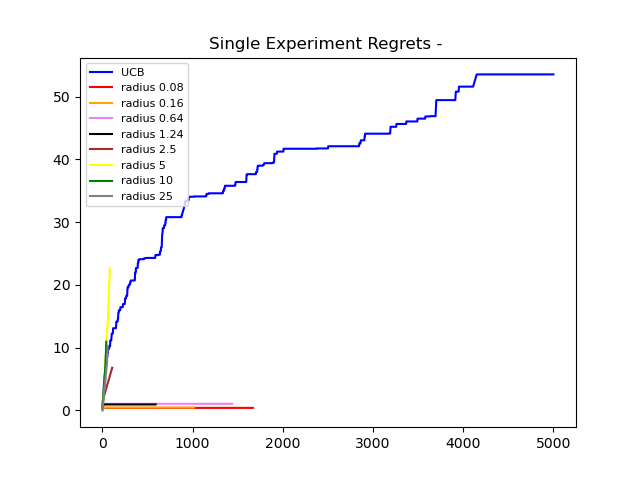 Single Experiment Regrets -
UCB
radius 0.08
radius 0.16
radius 0.64
radius 1.24
radius 2.5
radius 5
radius 10
radius 25
50
40
30
20
10
0
0 1000 2000 3000 4000 5000